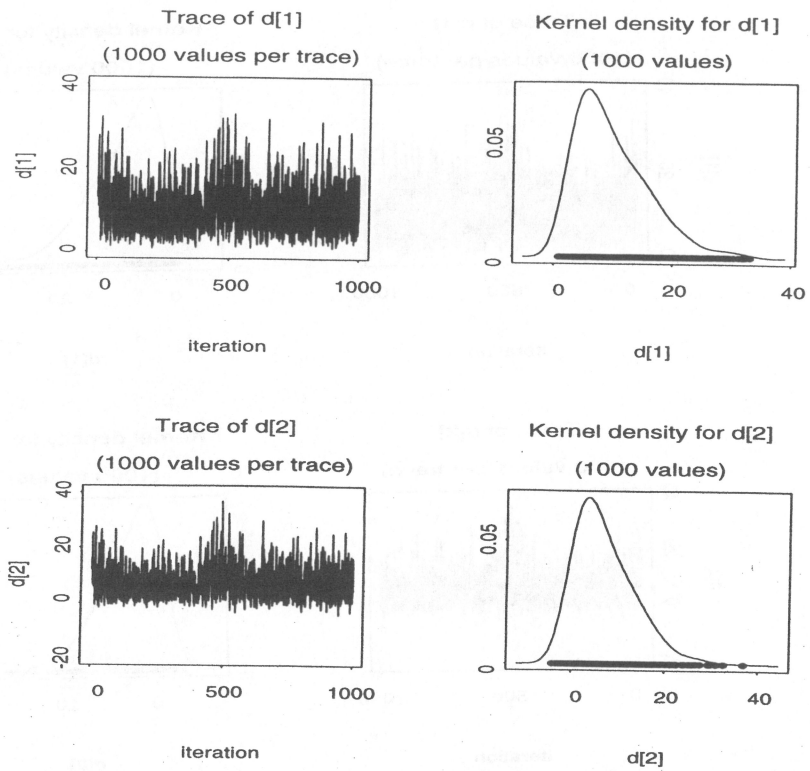 Trace of d[1]
(1000 values per trace)
d[1]
40
20
0
0 500 1000
iteration
Kernel density for d[1]
(1000 values)
0.05
0
0 20 40
d[1]
Trace of d[2]
(1000 values per trace)
d[2]
40
20
0
-20
0 500 1000
iteration
Kernel density for d[2]
(1000 values)
0.05
0
0 20 40
d[2]